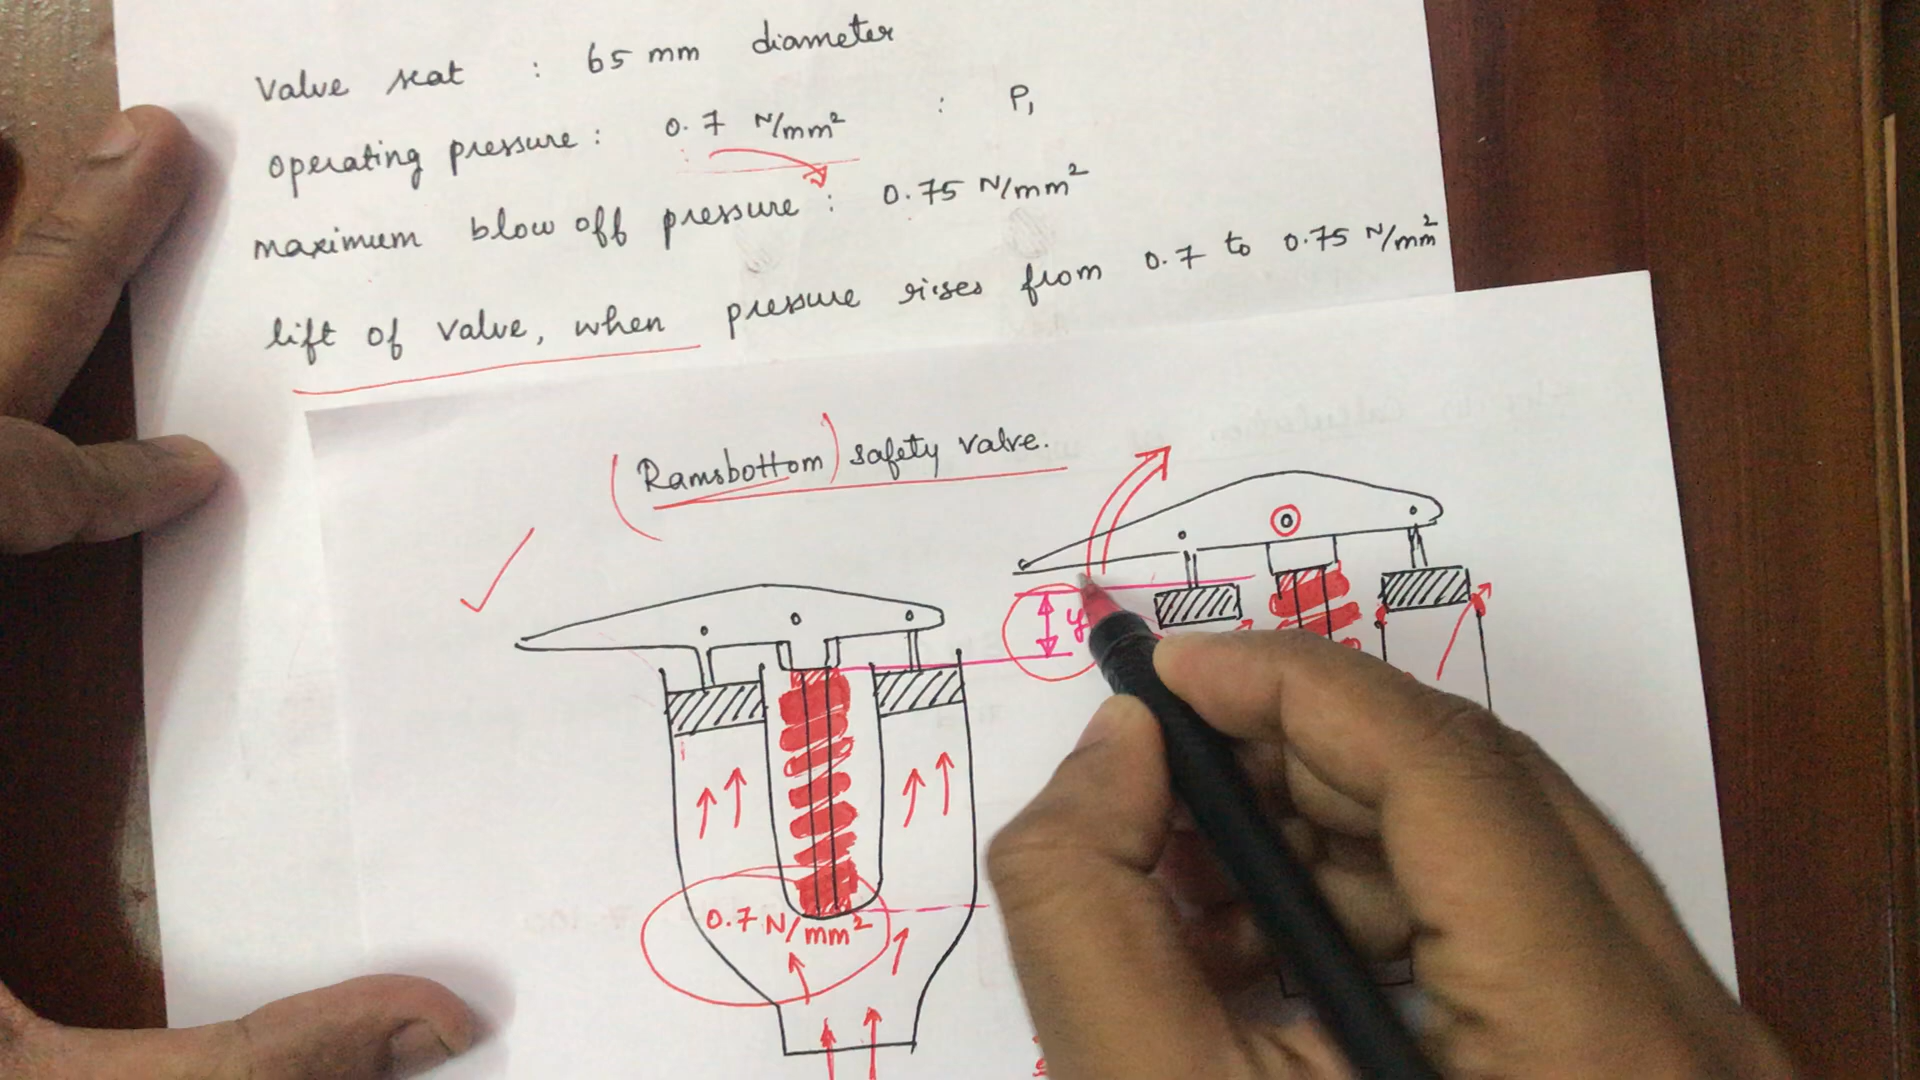 Valve seat : 65 mm diameter
Operating pressure : 0.7 N/mm² : P₁
maximum blow off pressure : 0.75 N/mm²
lift of valve, when pressure rises from 0.7 to 0.75 N/mm²
(Ramsbottom) safety valve.
y
0.7 N/mm²